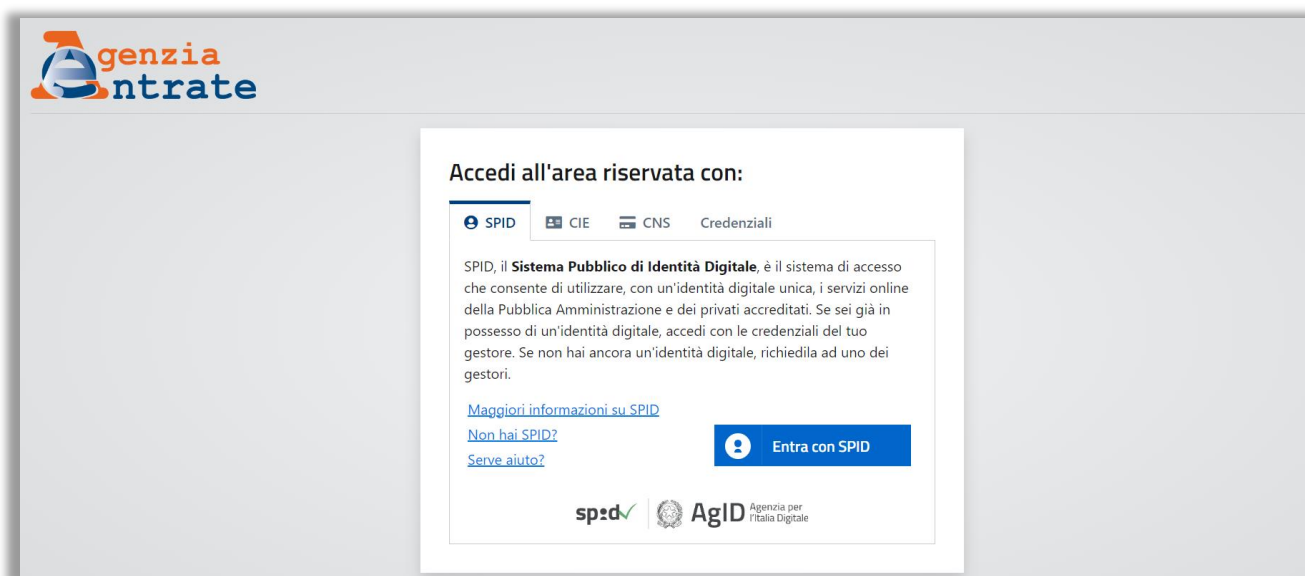 Agenzia
Entrate
Accedi all'area riservata con:
SPID CIE CNS Credenziali
SPID, il Sistema Pubblico di Identità Digitale, è il sistema di accesso
che consente di utilizzare, con un'identità digitale unica, i servizi online
della Pubblica Amministrazione e dei privati accreditati. Se sei già in
possesso di un'identità digitale, accedi con le credenziali del tuo
gestore. Se non hai ancora un'identità digitale, richiedila ad uno dei
gestori.
Maggiori informazioni su SPID
Non hai SPID?
Serve aiuto?
Entra con SPID
spid AgID Agenzia per
l'Italia Digitale